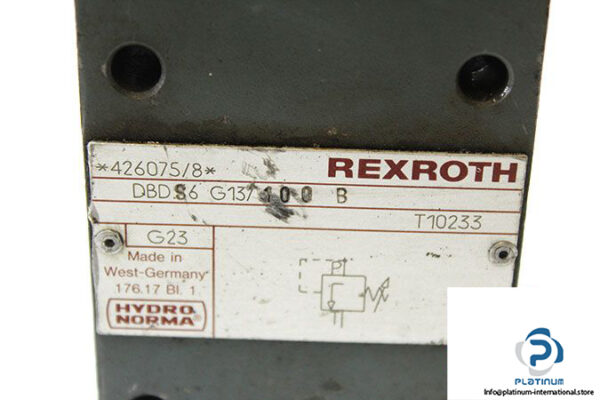 *426075/8*
REXROTH
DBDS6 G13/100 B
T10233
G23
Made in
West-Germany
176.17 Bl. 1
HYDRO
NORMA®
P
PLATINUM
Info@platinum-international.store